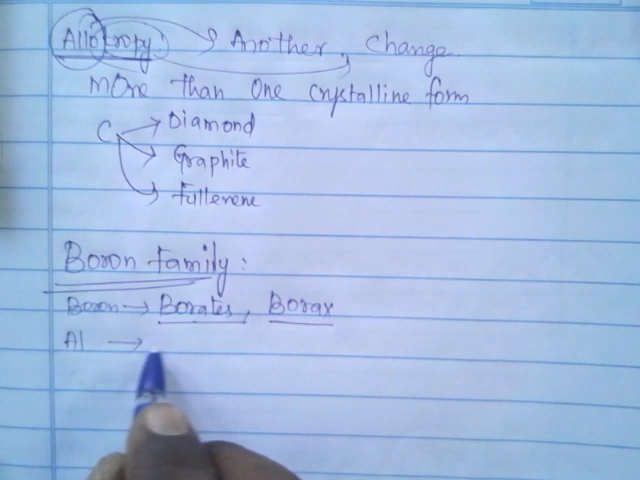 Allotropy: Another, Change
more than one crystalline form
C → Diamond
→ Graphite
→ Fullerene
Boron Family:
Boron → Borates, Borax
Al →